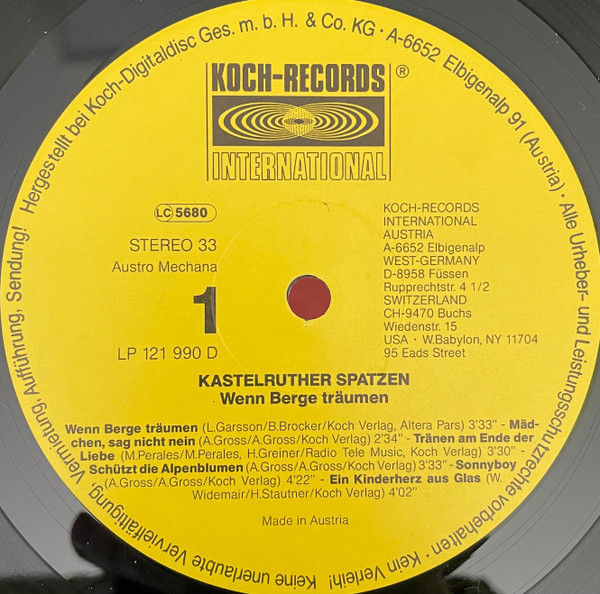 Hergestellt bei Koch-Digitaldisc Ges. m. b. H. & Co. KG · A-6652 Elbigenalp 91 (Austria) · Alle Urheber- und Leistungsschutzrechte vorbehalten · Kein Verleih! Keine unerlaubte Vervielfältigung, Vermietung, Aufführung, Sendung!
KOCH-RECORDS ®
INTERNATIONAL
LC 5680
STEREO 33
Austro Mechana
1
LP 121 990 D
KOCH-RECORDS
INTERNATIONAL
AUSTRIA
A-6652 Elbigenalp
WEST-GERMANY
D-8958 Füssen
Rupprechtstr. 4 1/2
SWITZERLAND
CH-9470 Buchs
Wiedenstr. 15
USA · W.Babylon, NY 11704
95 Eads Street
KASTELRUTHER SPATZEN
Wenn Berge träumen
Wenn Berge träumen (L.Garsson/B.Brocker/Koch Verlag, Altera Pars) 3'33" - Mäd-
chen, sag nicht nein (A.Gross/A.Gross/Koch Verlag) 2'34" - Tränen am Ende der
Liebe (M.Perales/M.Perales, H.Greiner/Radio Tele Music, Koch Verlag) 3'30" -
Schützt die Alpenblumen (A.Gross/A.Gross/Koch Verlag) 3'33" - Sonnyboy
(A.Gross/A.Gross/Koch Verlag) 4'22" - Ein Kinderherz aus Glas (W.
Widemair/H.Stautner/Koch Verlag) 4'02"
Made in Austria